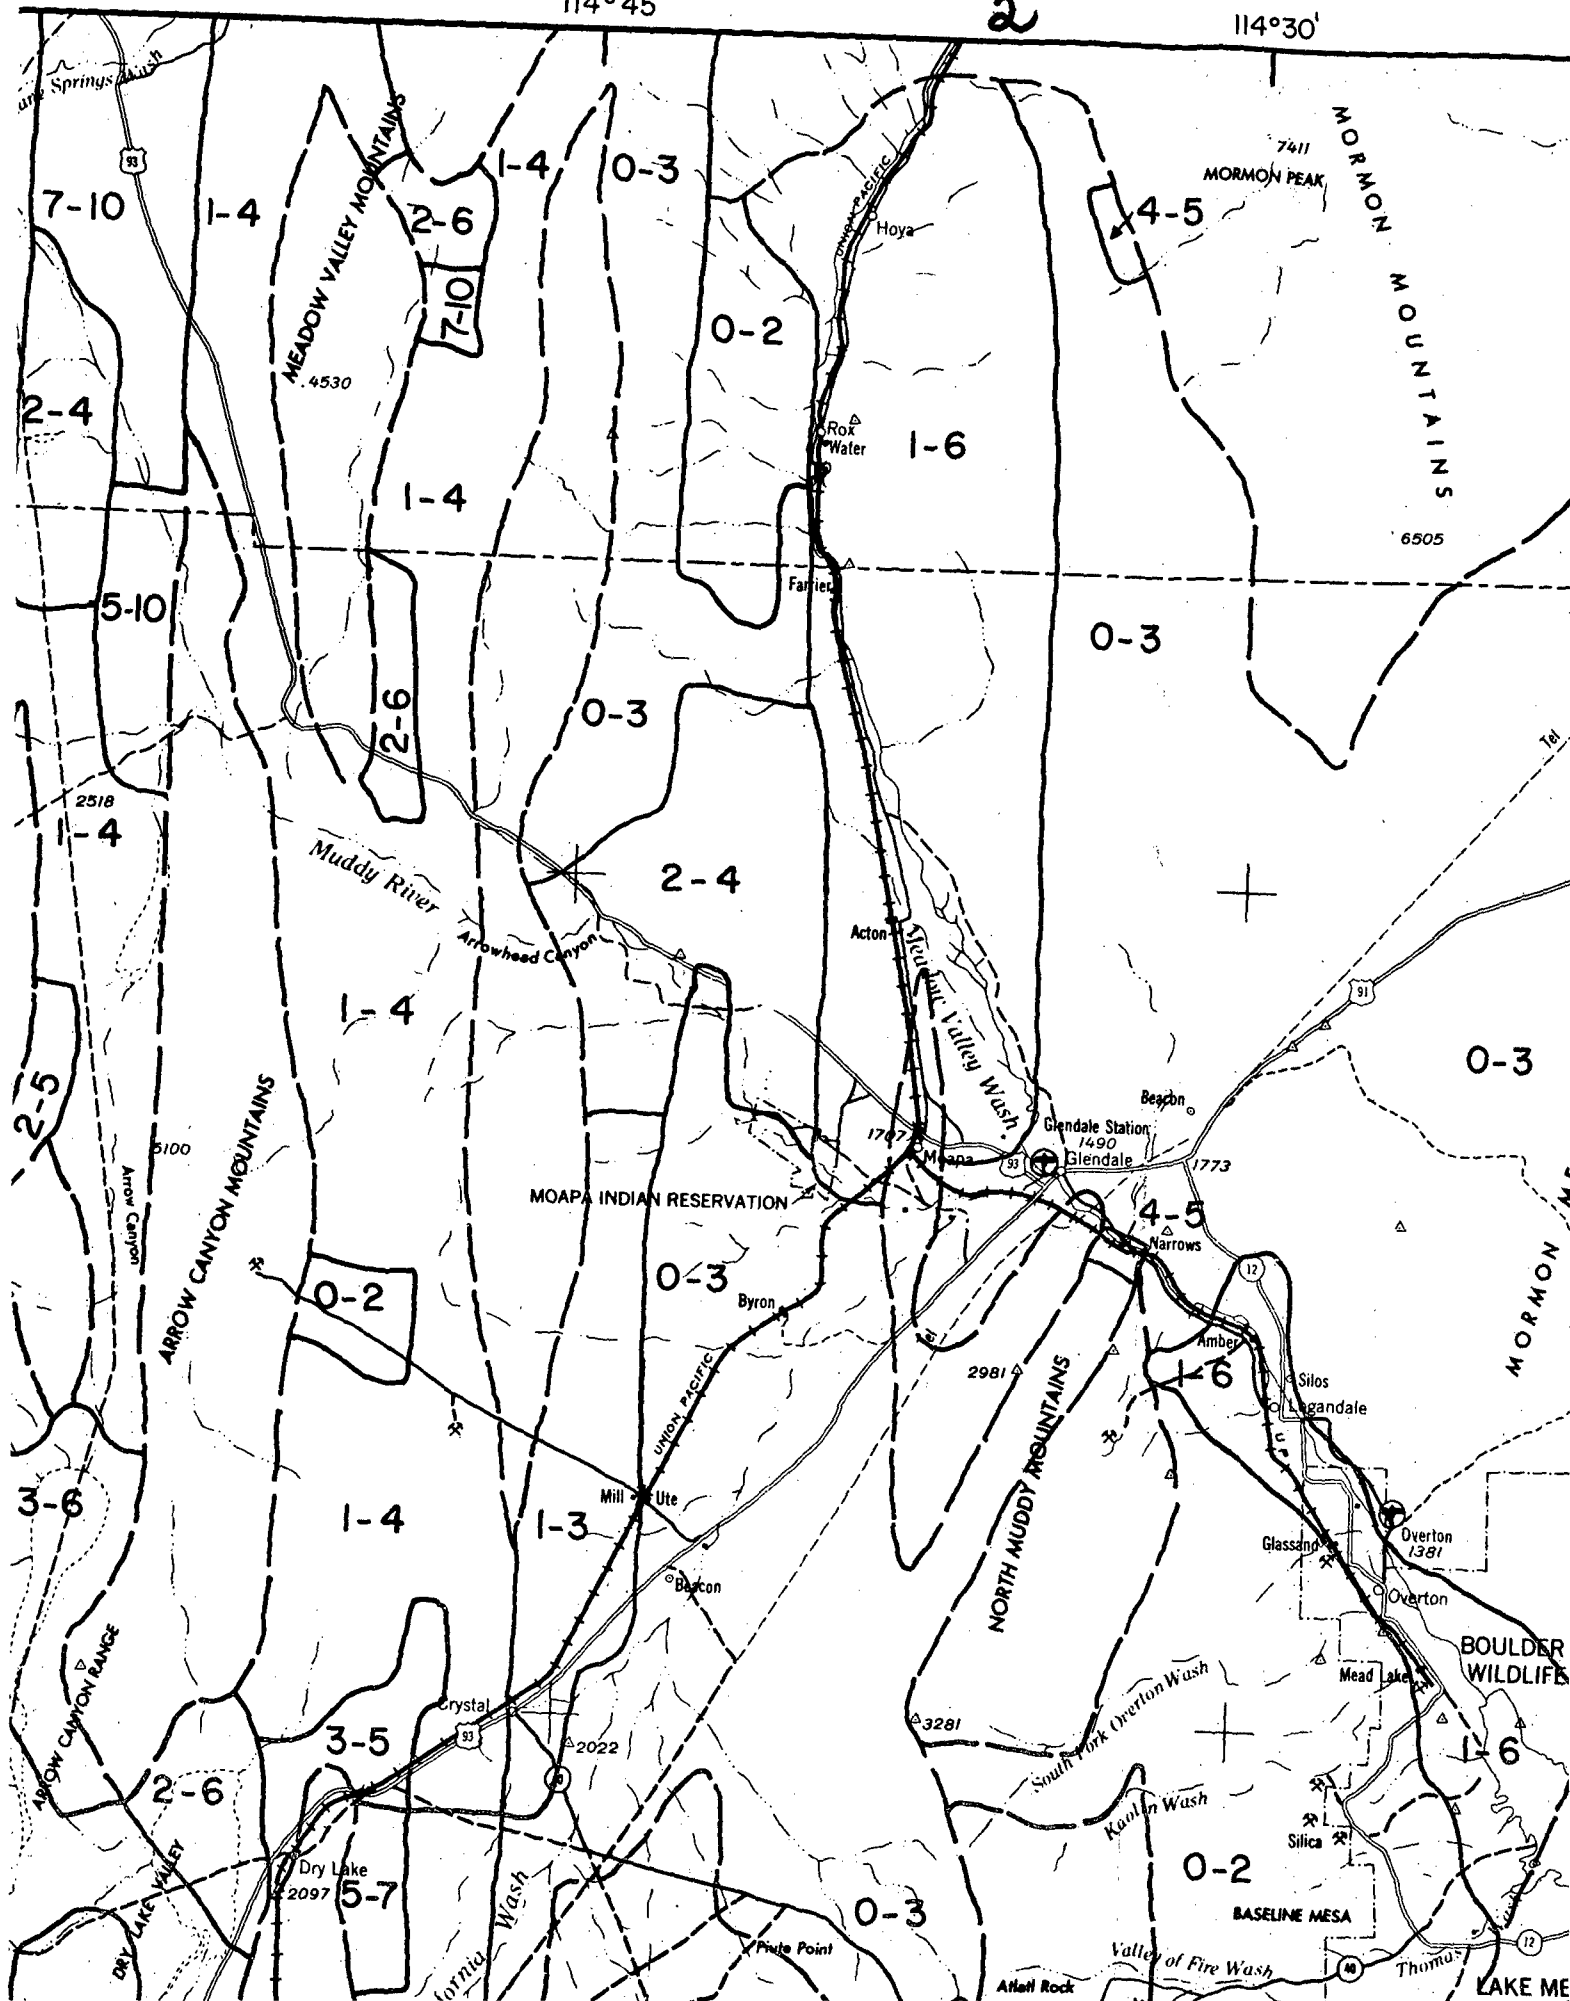 114°45'
2
114°30'
Springs Wash
93
7-10
1-4
MEADOW VALLEY MOUNTAINS
1-4
0-3
2-6
7-10
UNION PACIFIC
Hoya
7411
MORMON PEAK
4-5
MORMON MOUNTAINS
.4530
0-2
2-4
Rox
Water
1-6
1-4
6505
5-10
Farrier
0-3
2-6
0-3
Tel
2518
1-4
Muddy River
2-4
Arrowhead Canyon
Acton
Meadow Valley Wash
91
1-4
0-3
2-5
Beacon
5100
ARROW CANYON MOUNTAINS
Arrow Canyon
1707
Moapa
93
Glendale Station
1490
Glendale
1773
MOAPA INDIAN RESERVATION
4-5
Narrows
12
MORMON
0-2
0-3
Byron
Tel
Amber
2981
1-6
Silos
Logandale
UNION PACIFIC
NORTH MUDDY MOUNTAINS
U P
3-6
1-4
1-3
Mill
Ute
Glassand
Overton
1381
Beacon
Overton
ARROW CANYON RANGE
BOULDER
WILDLIFE
Mead Lake
Crystal
93
3-5
2022
3281
South Fork Overton Wash
1-6
2-6
Kaolin Wash
Silica
DRY LAKE VALLEY
Dry Lake
2097
5-7
Wash
0-3
0-2
BASELINE MESA
Piute Point
Valley of Fire Wash
40
Thomas
12
Atlatl Rock
LAKE ME